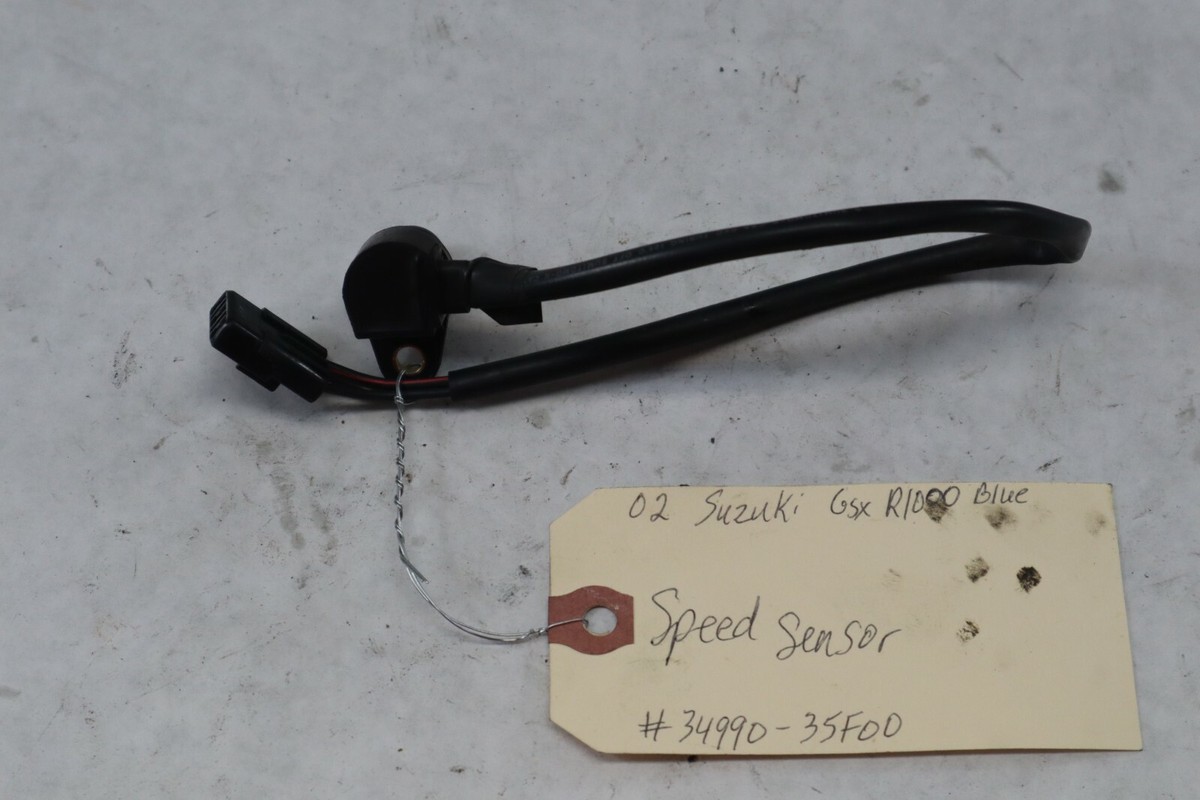 02 Suzuki Gsx R1000 Blue
Speed Sensor
#34990-35F00